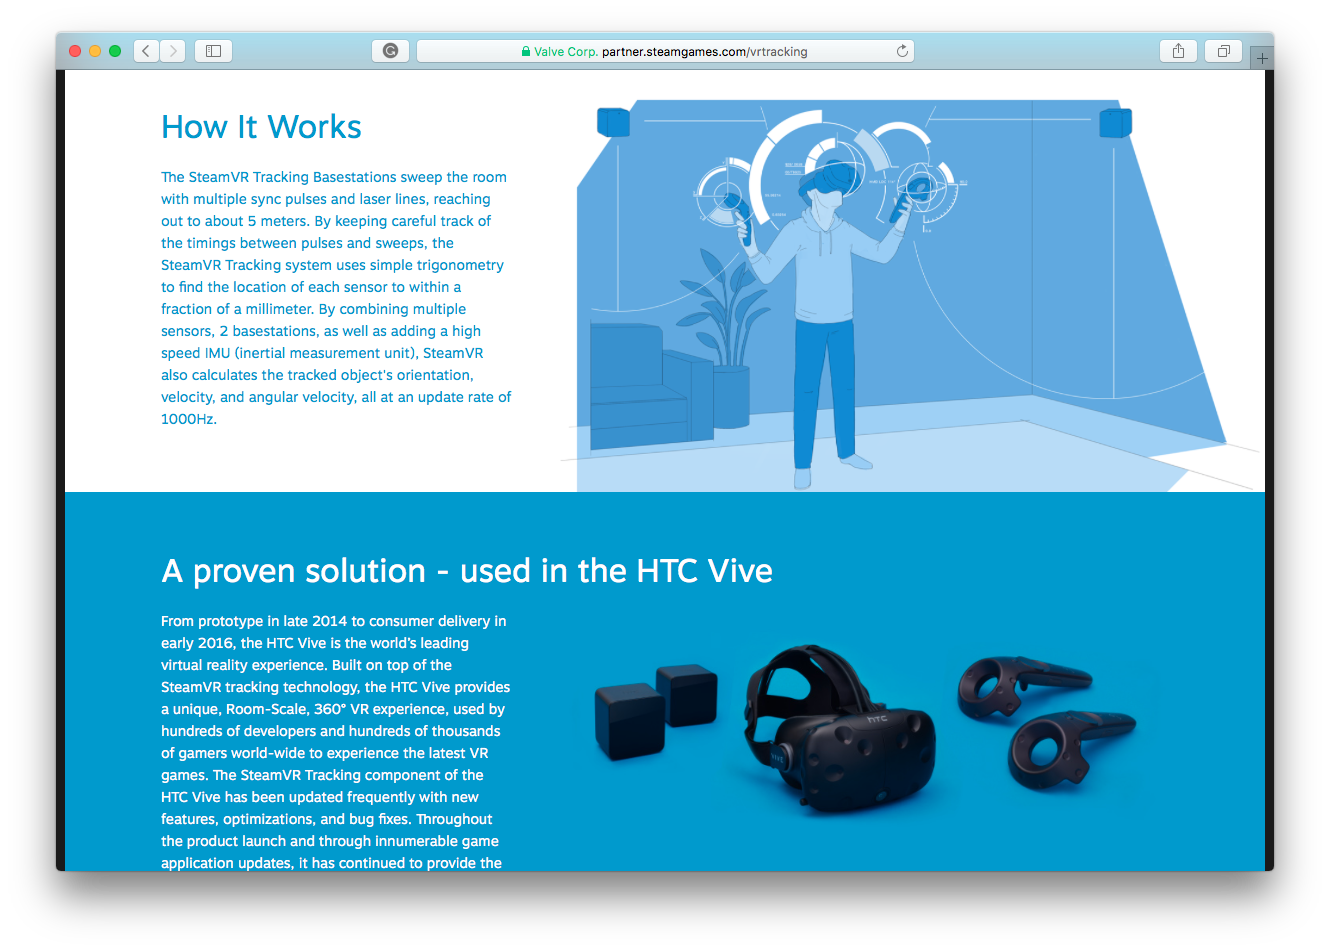 Valve Corp. partner.steamgames.com/vrtracking
How It Works
The SteamVR Tracking Basestations sweep the room
with multiple sync pulses and laser lines, reaching
out to about 5 meters. By keeping careful track of
the timings between pulses and sweeps, the
SteamVR Tracking system uses simple trigonometry
to find the location of each sensor to within a
fraction of a millimeter. By combining multiple
sensors, 2 basestations, as well as adding a high
speed IMU (inertial measurement unit), SteamVR
also calculates the tracked object's orientation,
velocity, and angular velocity, all at an update rate of
1000Hz.
A proven solution - used in the HTC Vive
From prototype in late 2014 to consumer delivery in
early 2016, the HTC Vive is the world’s leading
virtual reality experience. Built on top of the
SteamVR tracking technology, the HTC Vive provides
a unique, Room-Scale, 360° VR experience, used by
hundreds of developers and hundreds of thousands
of gamers world-wide to experience the latest VR
games. The SteamVR Tracking component of the
HTC Vive has been updated frequently with new
features, optimizations, and bug fixes. Throughout
the product launch and through innumerable game
application updates, it has continued to provide the
hTC
VIVE